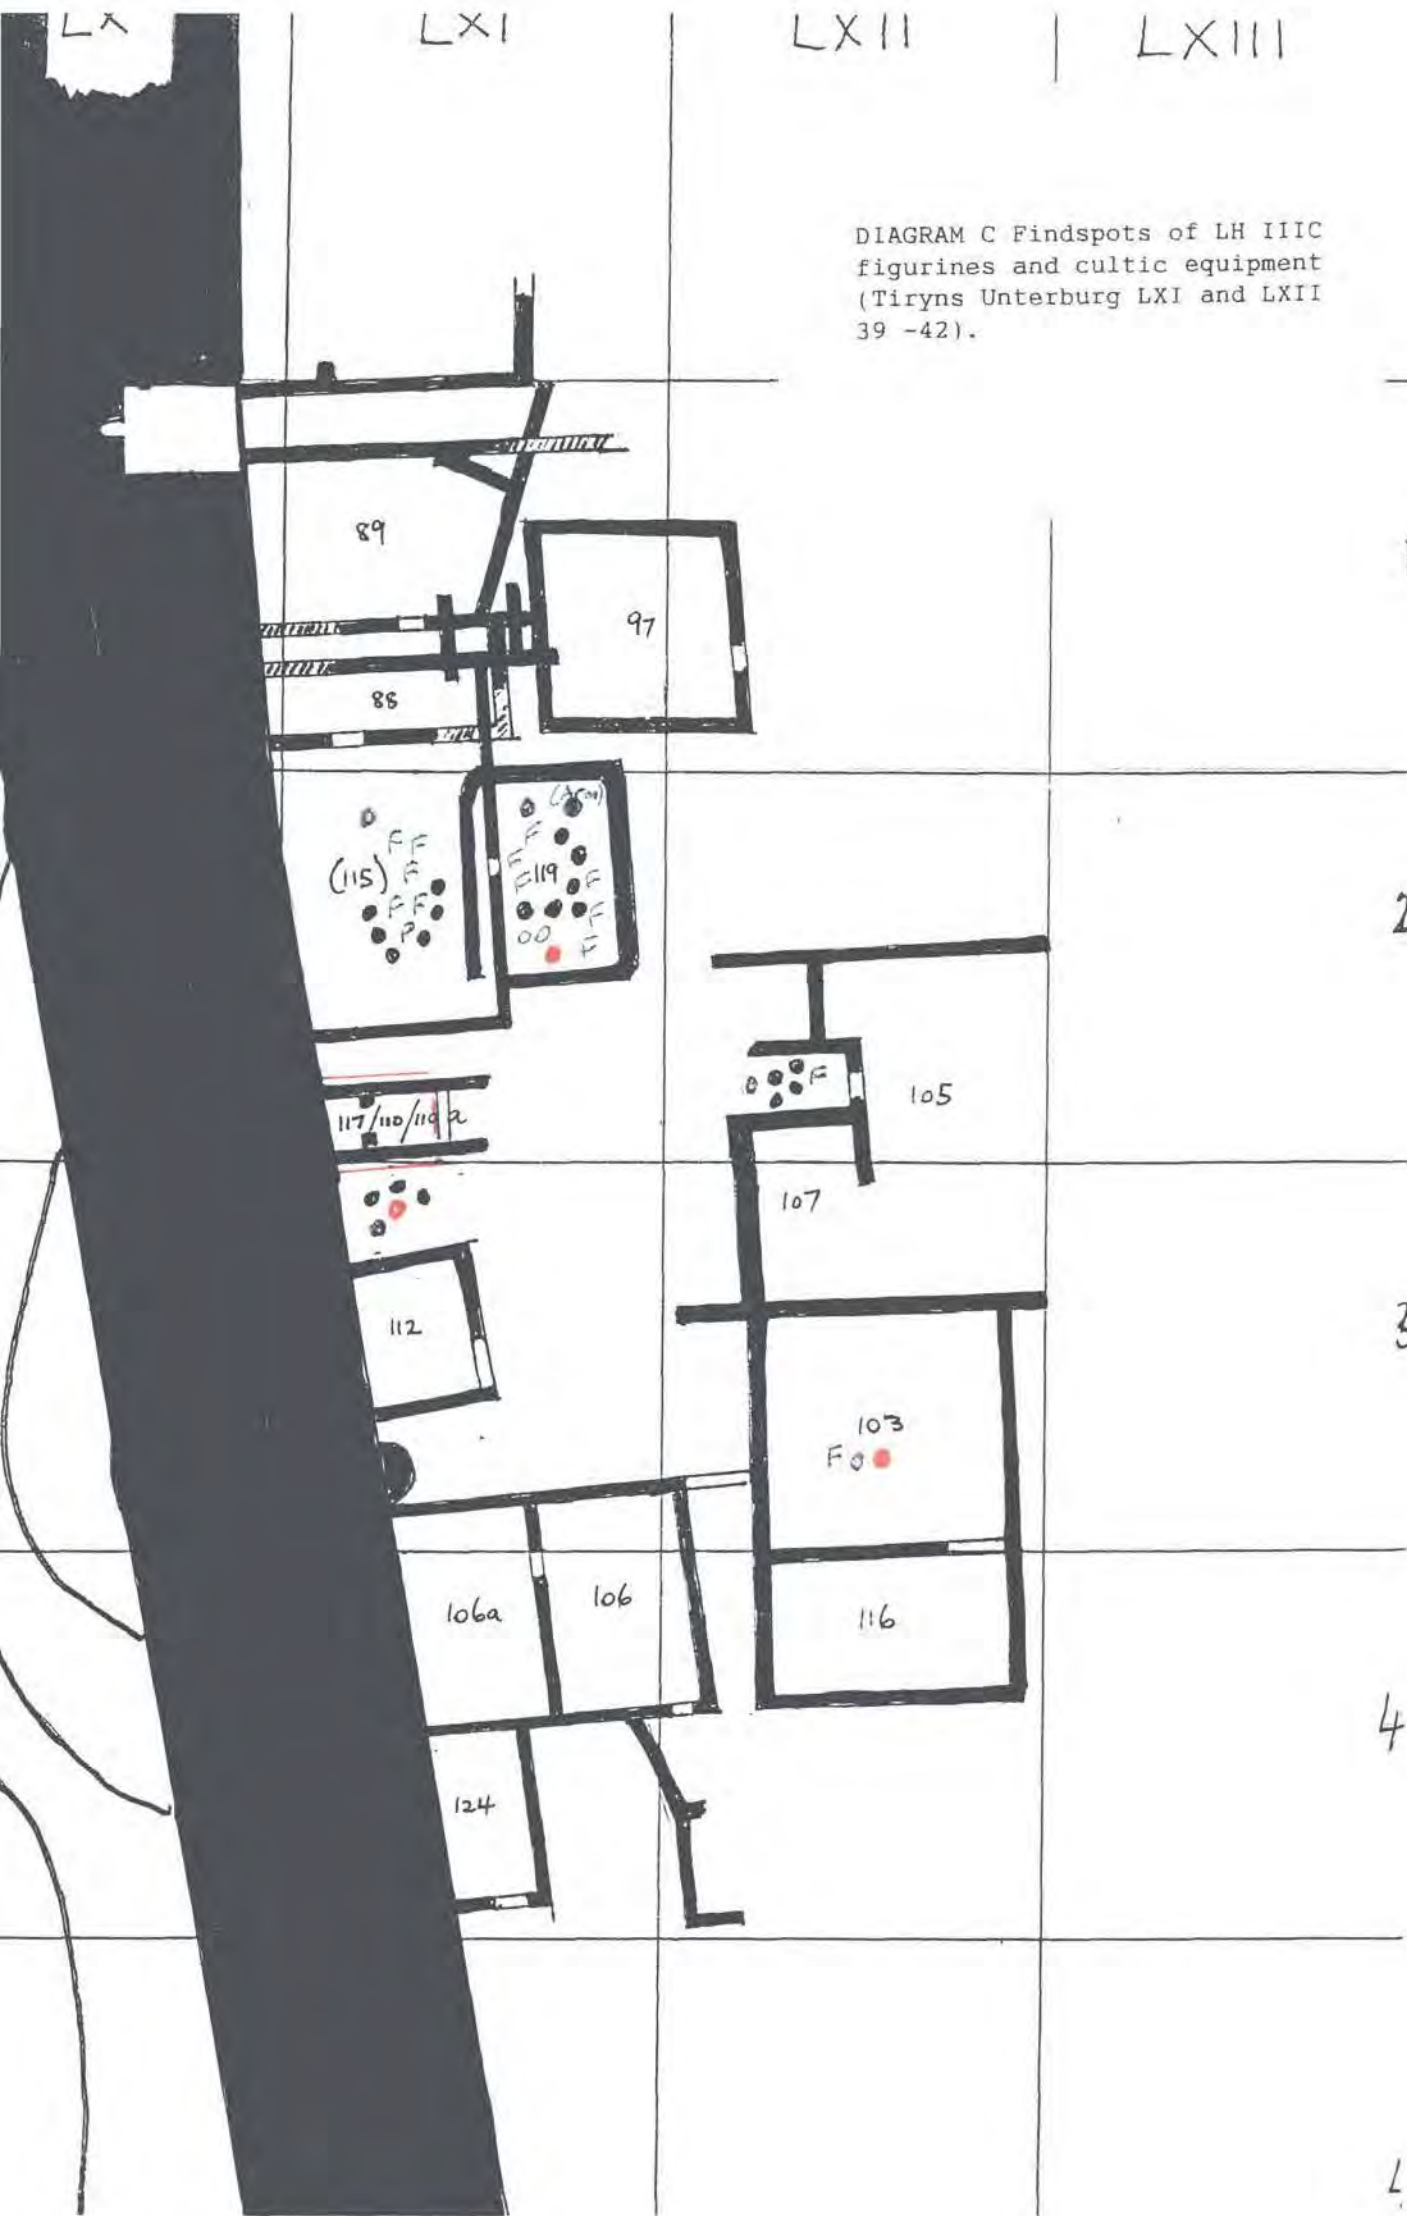 LX
LXI
LXII
LXIII
DIAGRAM C Findspots of LH IIIC
figurines and cultic equipment
(Tiryns Unterburg LXI and LXII
39 -42).
89
97
88
F F
(115) F
F F
P
F
F
F 119 F
F
F
2
F
105
117/110/110a
107
3
112
103
F
106a
106
116
4
124